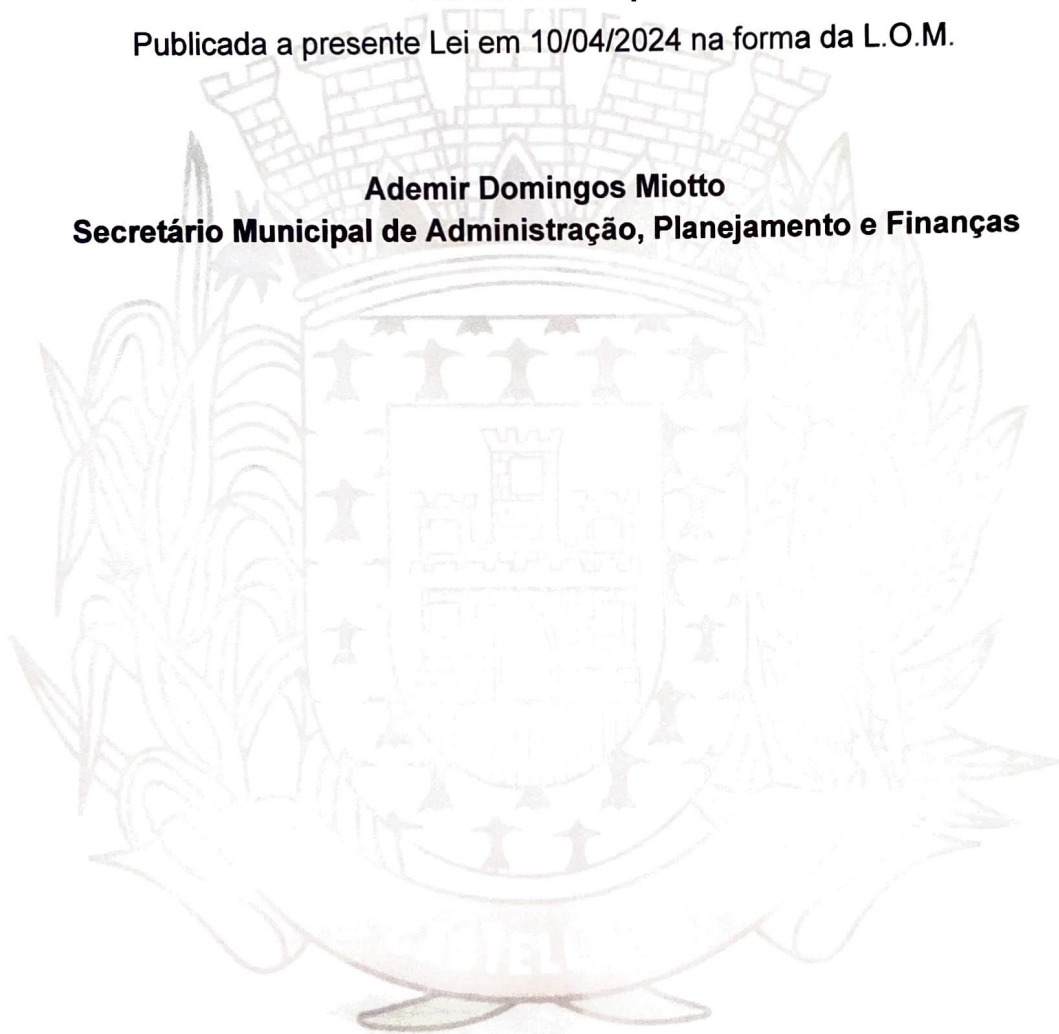 Publicada a presente Lei em 10/04/2024 na forma da L.O.M.
Ademir Domingos Miotto
Secretário Municipal de Administração, Planejamento e Finanças